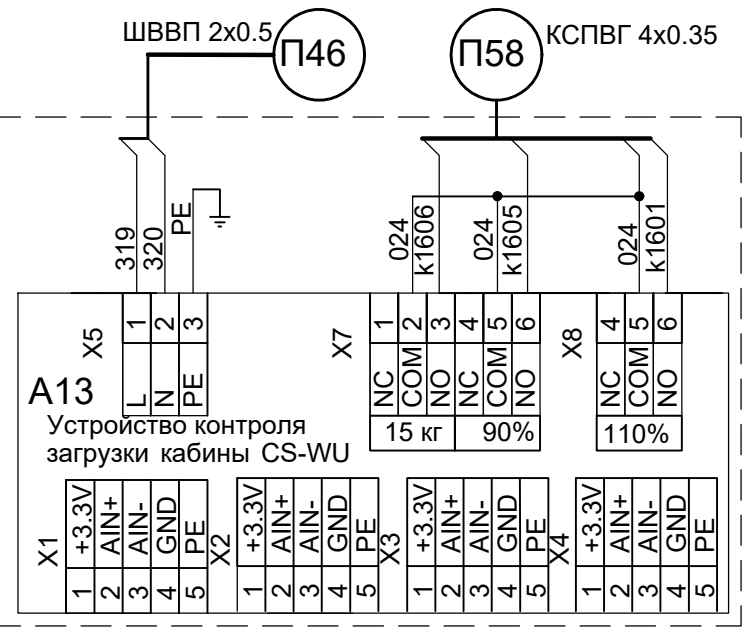 ШВВП 2x0.5
П46
П58
КСПВГ 4x0.35
319
320
PE
024
k1606
024
k1605
024
k1601
X5
1
2
3
L
N
PE
X7
1
2
3
4
5
6
NC
COM
NO
NC
COM
NO
15 кг
90%
X8
4
5
6
NC
COM
NO
110%
A13
Устройство контроля
загрузки кабины CS-WU
X1
+3.3V
AIN+
AIN-
GND
PE
1
2
3
4
5
X2
+3.3V
AIN+
AIN-
GND
PE
1
2
3
4
5
X3
+3.3V
AIN+
AIN-
GND
PE
1
2
3
4
5
X4
+3.3V
AIN+
AIN-
GND
PE
1
2
3
4
5